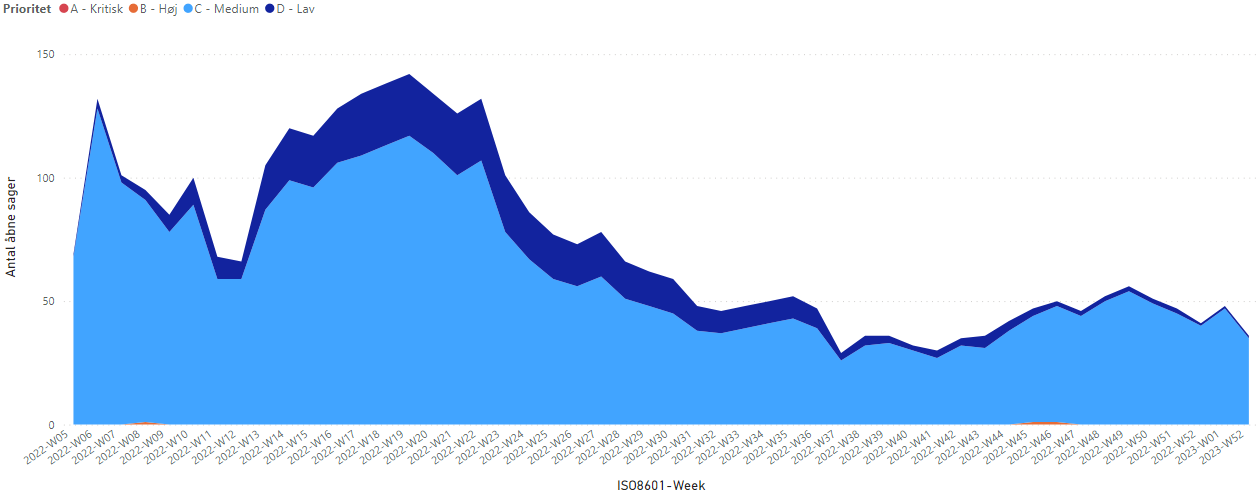 Prioritet A - Kritisk B - Høj C - Medium D - Lav
150
100
50
0
Antal åbne sager
2022-W05 2022-W06 2022-W07 2022-W08 2022-W09 2022-W10 2022-W11 2022-W12 2022-W13 2022-W14 2022-W15 2022-W16 2022-W17 2022-W18 2022-W19 2022-W20 2022-W21 2022-W22 2022-W23 2022-W24 2022-W25 2022-W26 2022-W27 2022-W28 2022-W29 2022-W30 2022-W31 2022-W32 2022-W33 2022-W34 2022-W35 2022-W36 2022-W37 2022-W38 2022-W39 2022-W40 2022-W41 2022-W42 2022-W43 2022-W44 2022-W45 2022-W46 2022-W47 2022-W48 2022-W49 2022-W50 2022-W51 2022-W52 2023-W01 2023-W52
ISO8601-Week